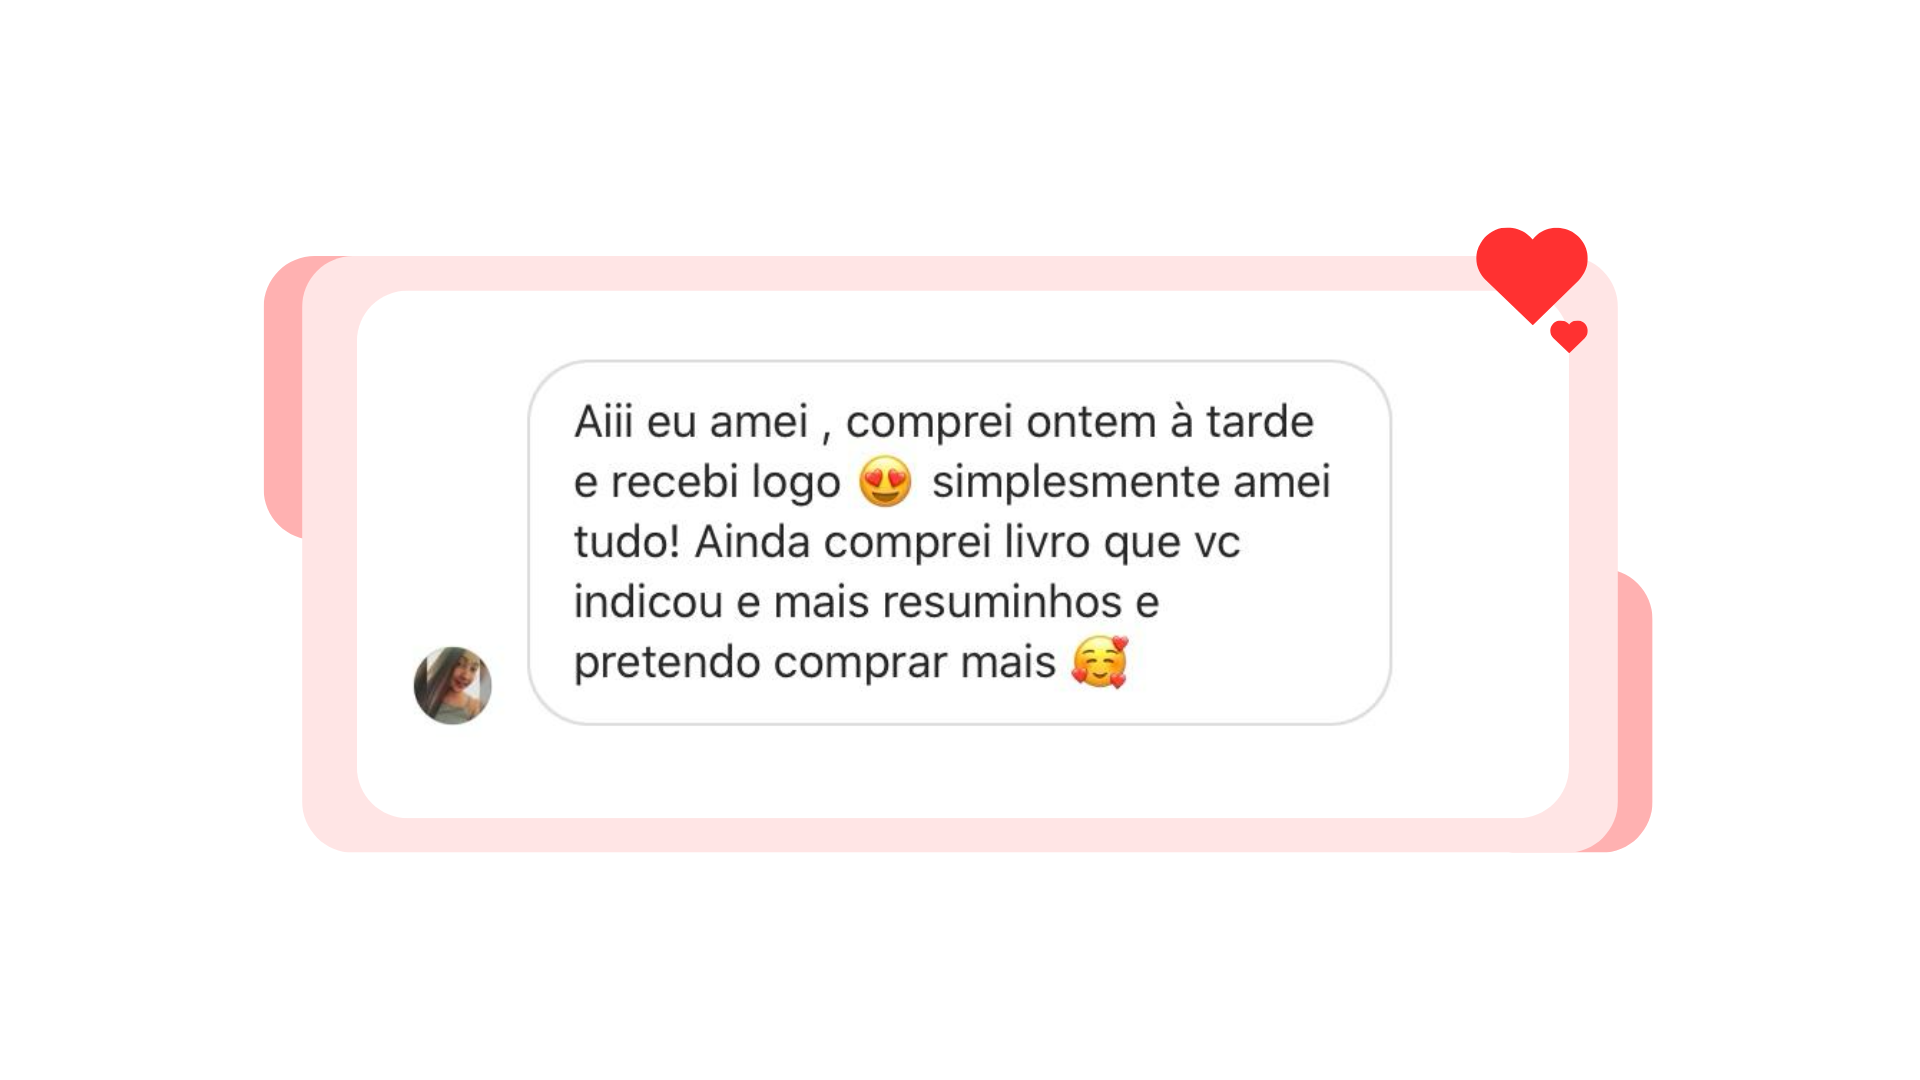 Aiii eu amei , comprei ontem à tarde
e recebi logo 😍 simplesmente amei
tudo! Ainda comprei livro que vc
indicou e mais resuminhos e
pretendo comprar mais 🥰